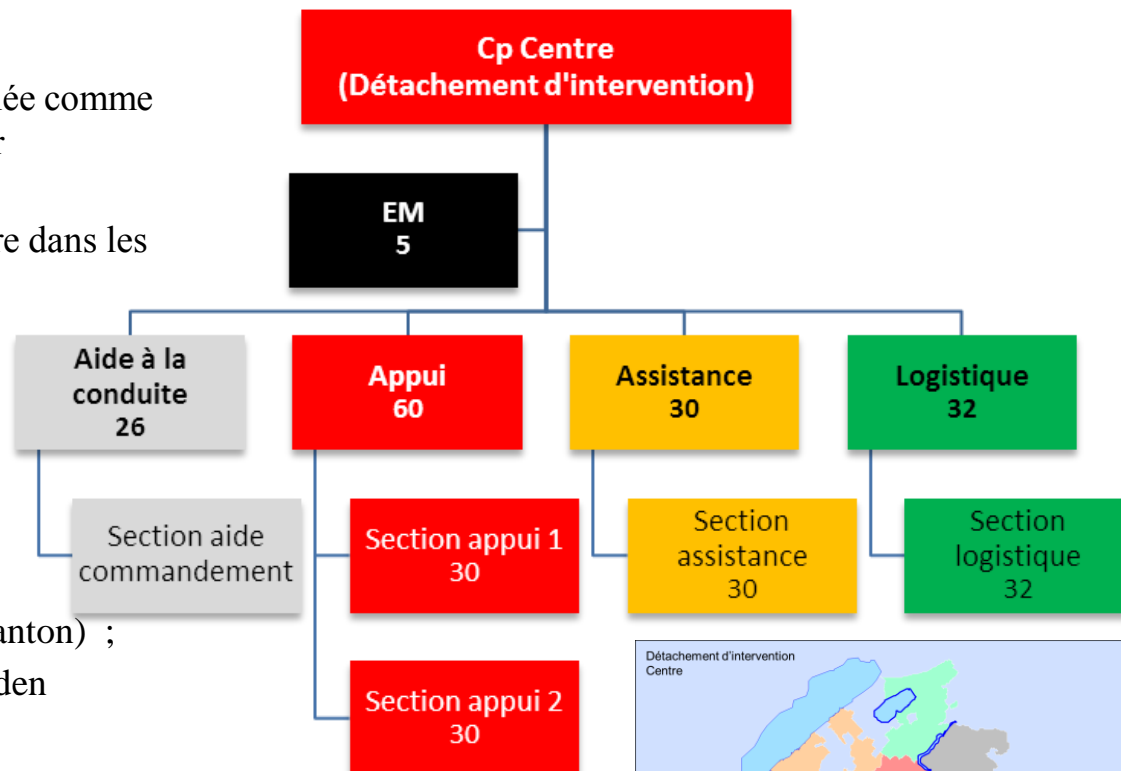 Cp Centre
(Détachement d'intervention)
ée comme
r
EM
5
re dans les
Aide à la
conduite
26
Appui
60
Assistance
30
Logistique
32
Section aide
commandement
Section appui 1
30
Section
assistance
30
Section
logistique
32
anton) ;
den
Section appui 2
30
Détachement d'intervention
Centre